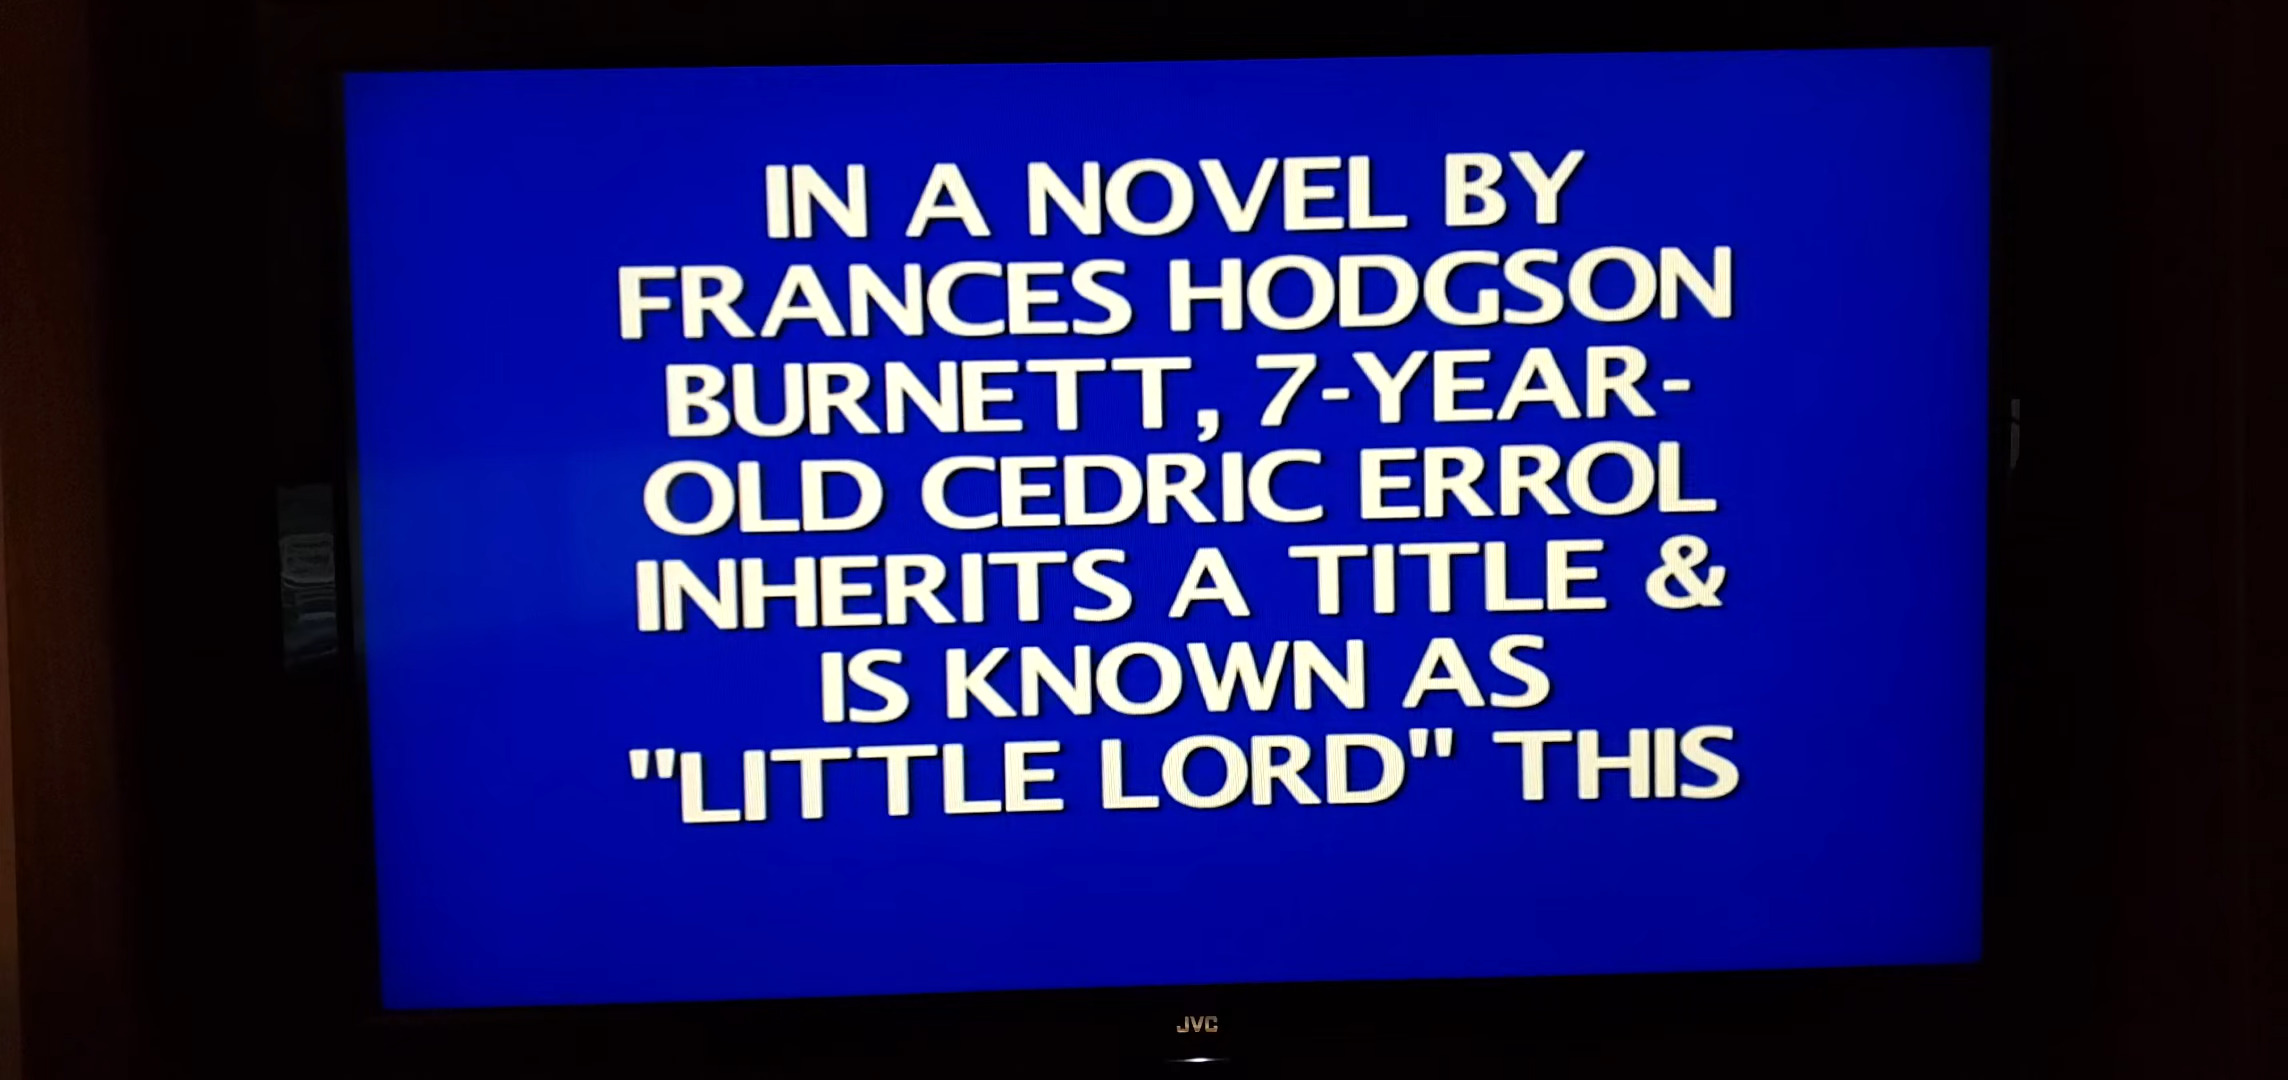 IN A NOVEL BY
FRANCES HODGSON
BURNETT, 7-YEAR-
OLD CEDRIC ERROL
INHERITS A TITLE &
IS KNOWN AS
"LITTLE LORD" THIS
JVC